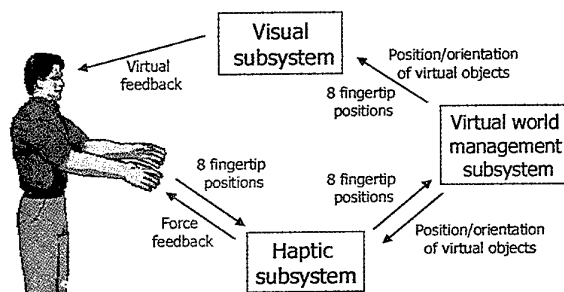 Visual
subsystem
Virtual
feedback
Position/orientation
of virtual objects
8 fingertip
positions
Virtual world
management
subsystem
8 fingertip
positions
Force
feedback
8 fingertip
positions
Position/orientation
of virtual objects
Haptic
subsystem